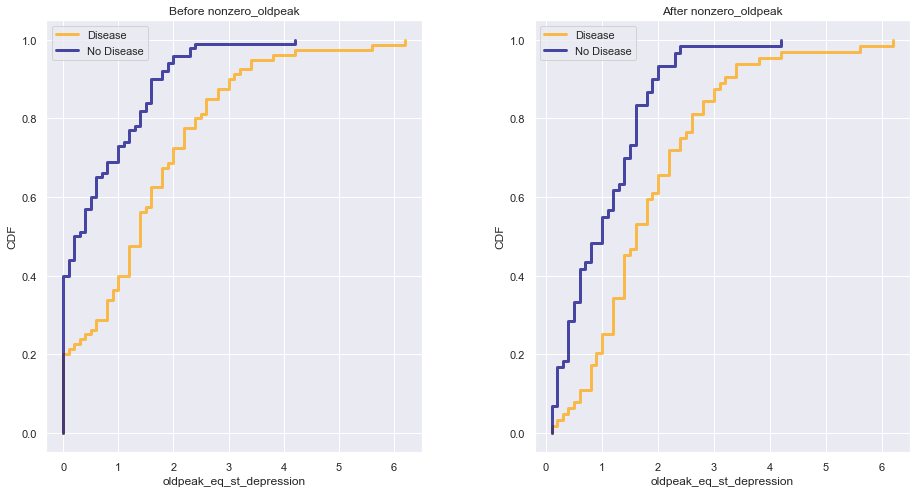 Before nonzero_oldpeak
Disease
No Disease
1.0
0.8
0.6
0.4
0.2
0.0
CDF
0 1 2 3 4 5 6
oldpeak_eq_st_depression
After nonzero_oldpeak
Disease
No Disease
1.0
0.8
0.6
0.4
0.2
0.0
CDF
0 1 2 3 4 5 6
oldpeak_eq_st_depression